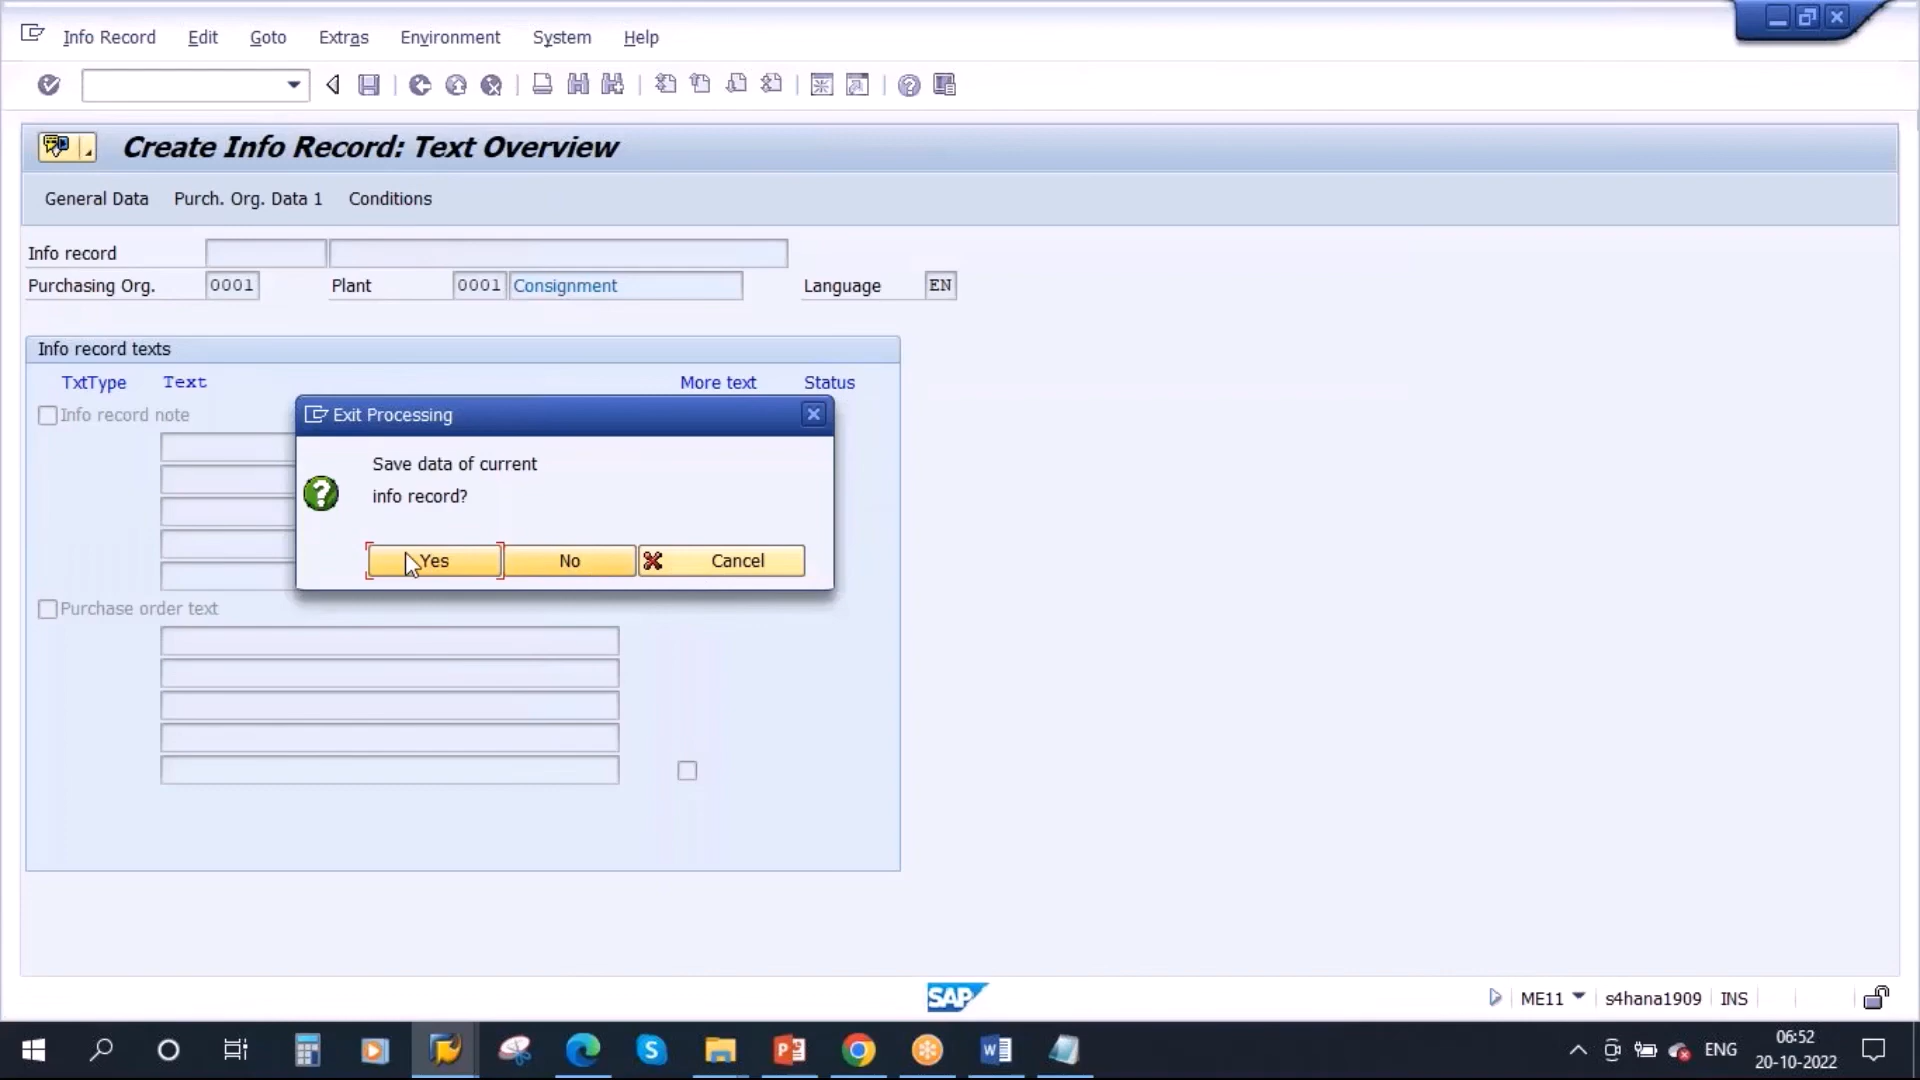 Info Record Edit Goto Extras Environment System Help
Create Info Record: Text Overview
General Data Purch. Org. Data 1 Conditions
Info record
Purchasing Org. 0001 Plant 0001 Consignment Language EN
Info record texts
TxtType Text More text Status
Info record note
Exit Processing
Save data of current
info record?
Yes No Cancel
Purchase order text
SAP ME11 s4hana1909 INS
ENG 06:52
20-10-2022